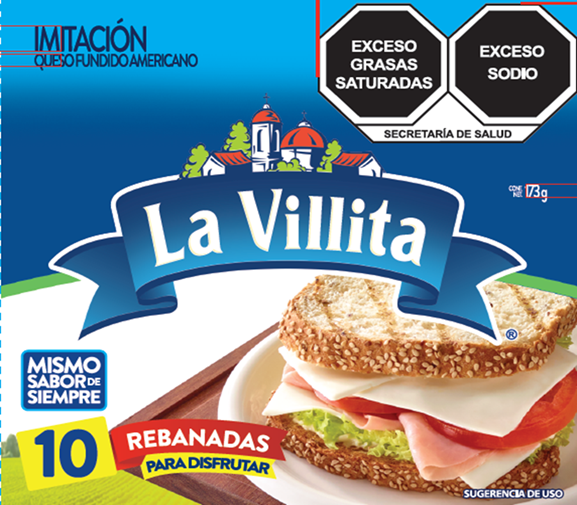 IMITACIÓN
QUESO FUNDIDO AMERICANO
EXCESO
GRASAS
SATURADAS
EXCESO
SODIO
SECRETARÍA DE SALUD
CONT.
NET. 173g
La Villita
®
MISMO
SABOR DE
SIEMPRE
10
REBANADAS
PARA DISFRUTAR
SUGERENCIA DE USO